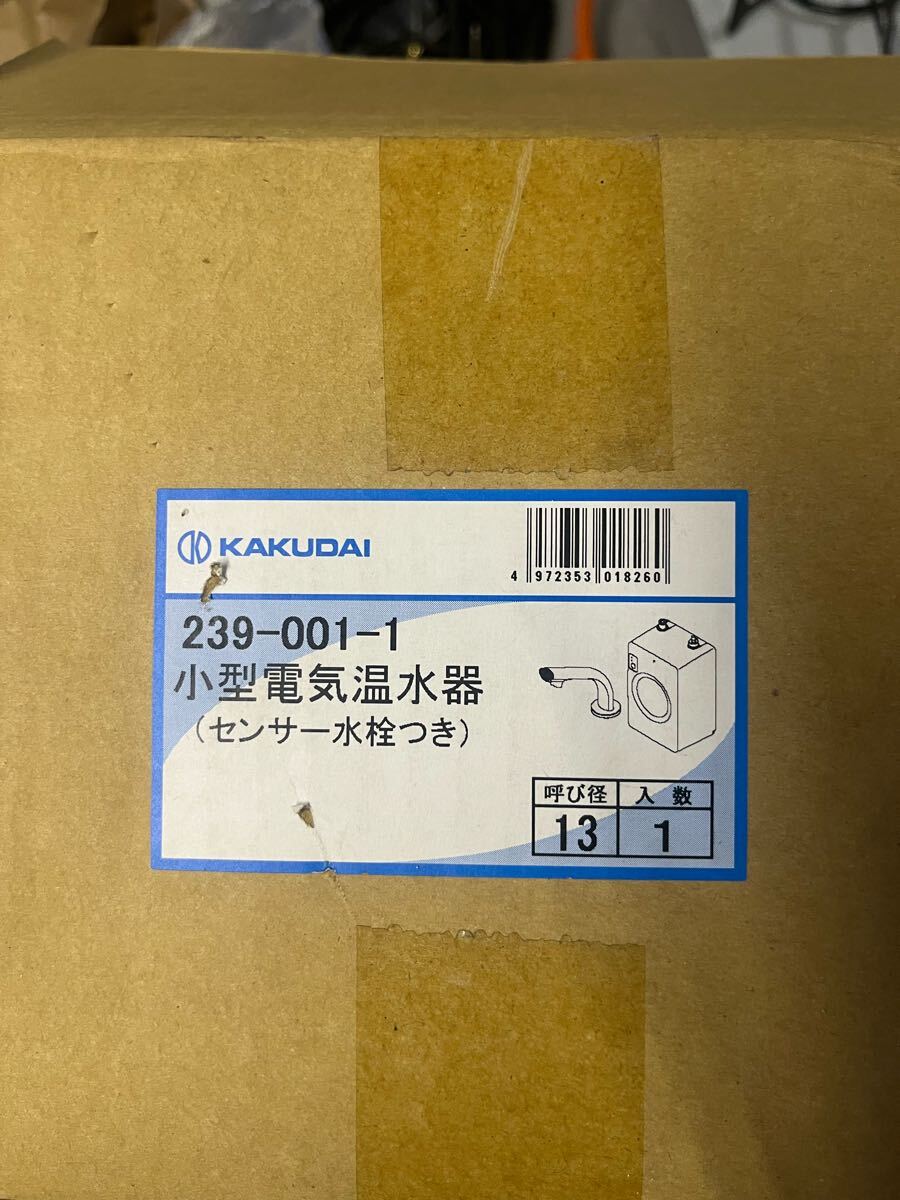 KAKUDAI
4 972353 018260
239-001-1
小型電気温水器
(センサー水栓つき)
呼び径 入数
13 1